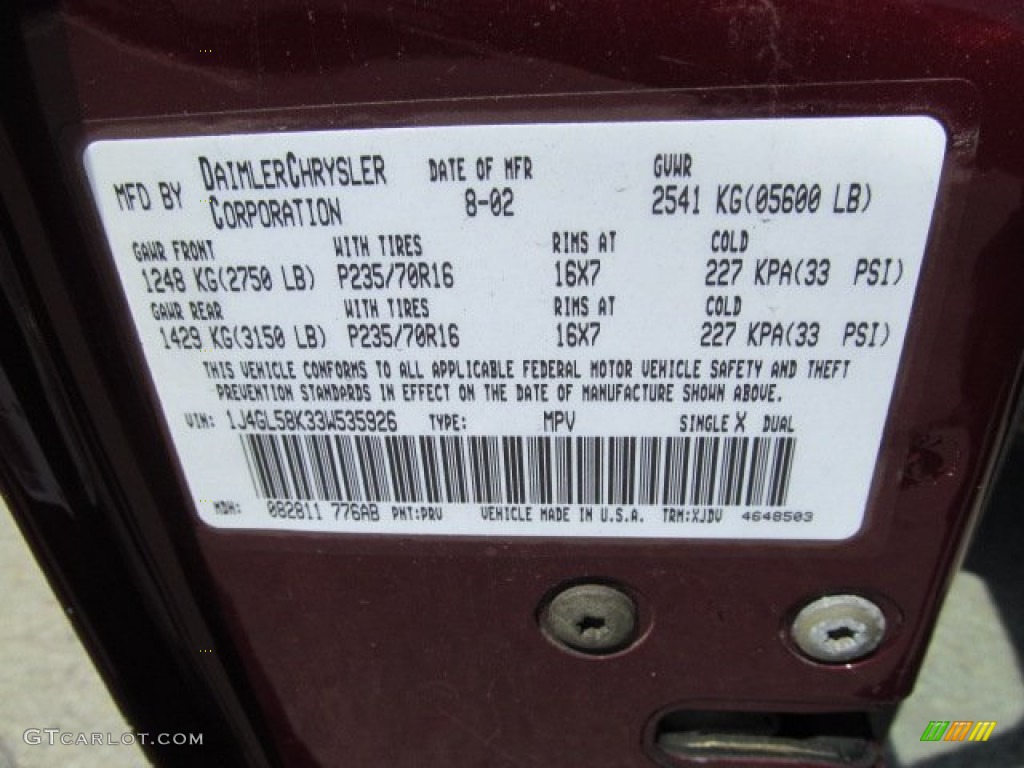 MFD BY DAIMLERCHRYSLER CORPORATION DATE OF MFR 8-02 GVWR 2541 KG(05600 LB)
GAWR FRONT WITH TIRES RIMS AT COLD
1248 KG(2750 LB) P235/70R16 16X7 227 KPA(33 PSI)
GAWR REAR WITH TIRES RIMS AT COLD
1429 KG(3150 LB) P235/70R16 16X7 227 KPA(33 PSI)
THIS VEHICLE CONFORMS TO ALL APPLICABLE FEDERAL MOTOR VEHICLE SAFETY AND THEFT
PREVENTION STANDARDS IN EFFECT ON THE DATE OF MANUFACTURE SHOWN ABOVE.
VIN: 1J4GL58K33W535926 TYPE: MPV SINGLE X DUAL
MDH: 082811 776AB PNT:PRV VEHICLE MADE IN U.S.A. TRM:XJDV 4648503
GTCARLOT.COM